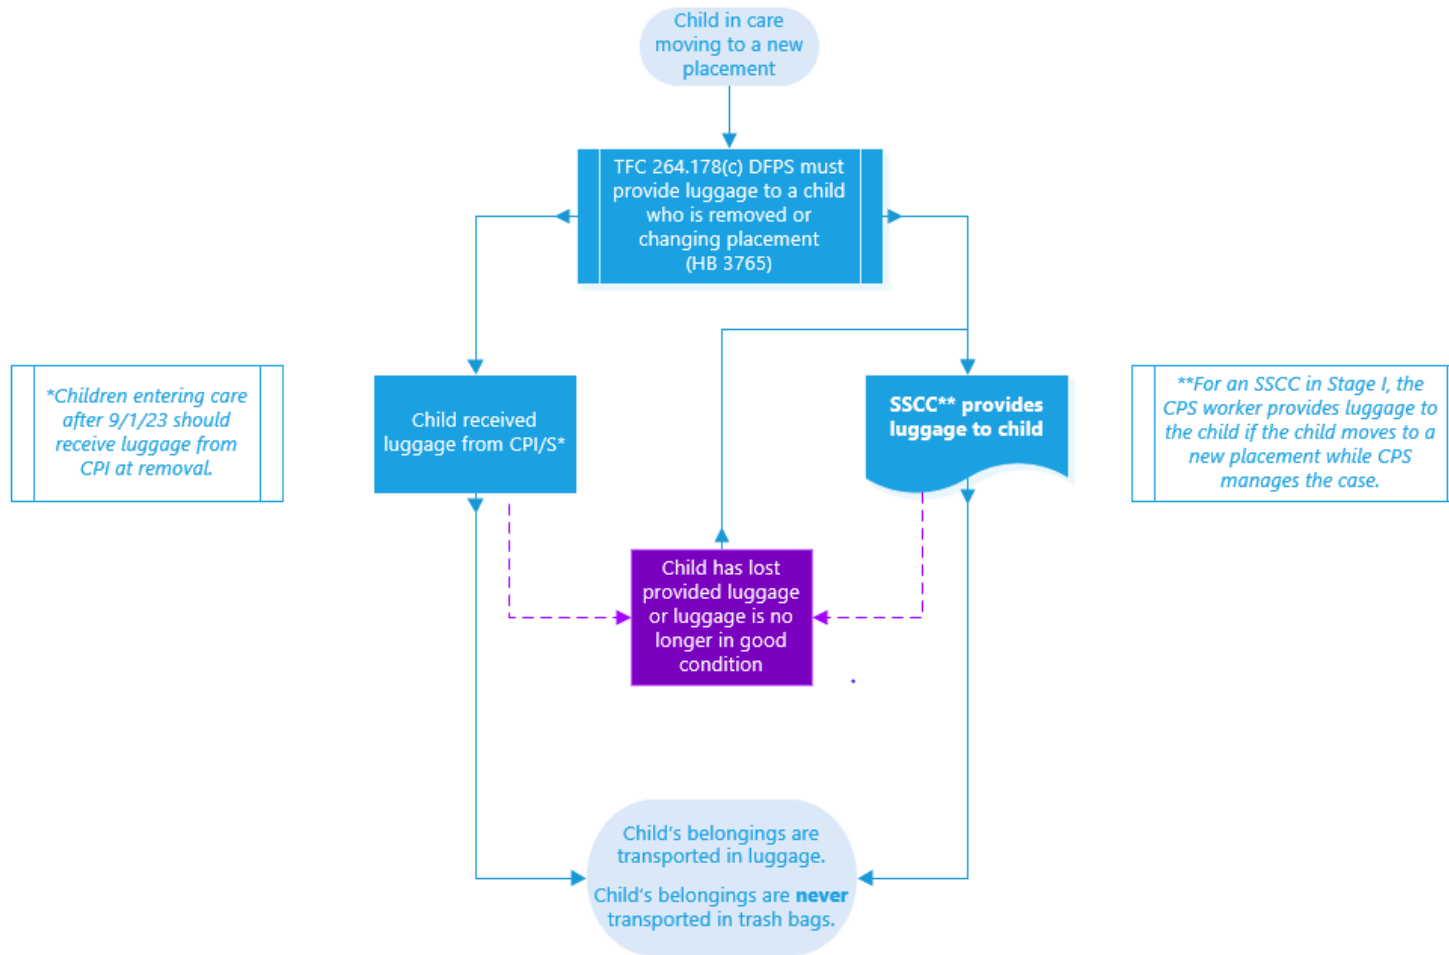 Child in care
moving to a new
placement
TFC 264.178(c) DFPS must
provide luggage to a child
who is removed or
changing placement
(HB 3765)
*Children entering care
after 9/1/23 should
receive luggage from
CPI at removal.
Child received
luggage from CPI/S*
SSCC** provides
luggage to child
**For an SSCC in Stage I, the
CPS worker provides luggage to
the child if the child moves to a
new placement while CPS
manages the case.
Child has lost
provided luggage
or luggage is no
longer in good
condition
Child's belongings are
transported in luggage.
Child's belongings are never
transported in trash bags.